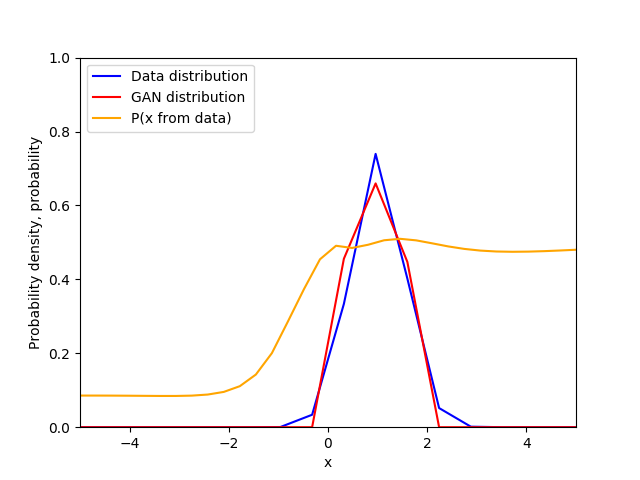 Data distribution
GAN distribution
P(x from data)
Probability density, probability
1.0
0.8
0.6
0.4
0.2
0.0
−4
−2
0
2
4
x